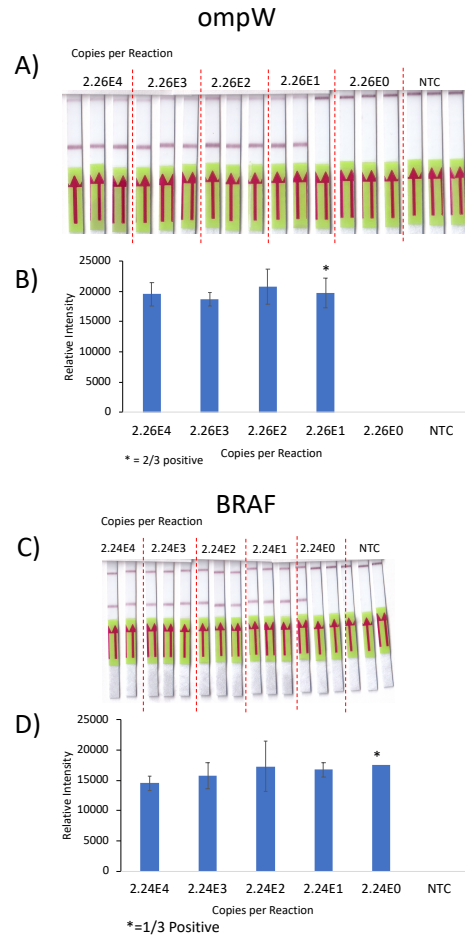 ompW
Copies per Reaction
A)
2.26E4 2.26E3 2.26E2 2.26E1 2.26E0 NTC
B)
Relative Intensity
25000
20000
15000
10000
5000
0
*
2.26E4 2.26E3 2.26E2 2.26E1 2.26E0 NTC
* = 2/3 positive
Copies per Reaction
BRAF
Copies per Reaction
C)
2.24E4 2.24E3 2.24E2 2.24E1 2.24E0 NTC
D)
Relative Intensity
25000
20000
15000
10000
5000
0
*
2.24E4 2.24E3 2.24E2 2.24E1 2.24E0 NTC
Copies per Reaction
*=1/3 Positive